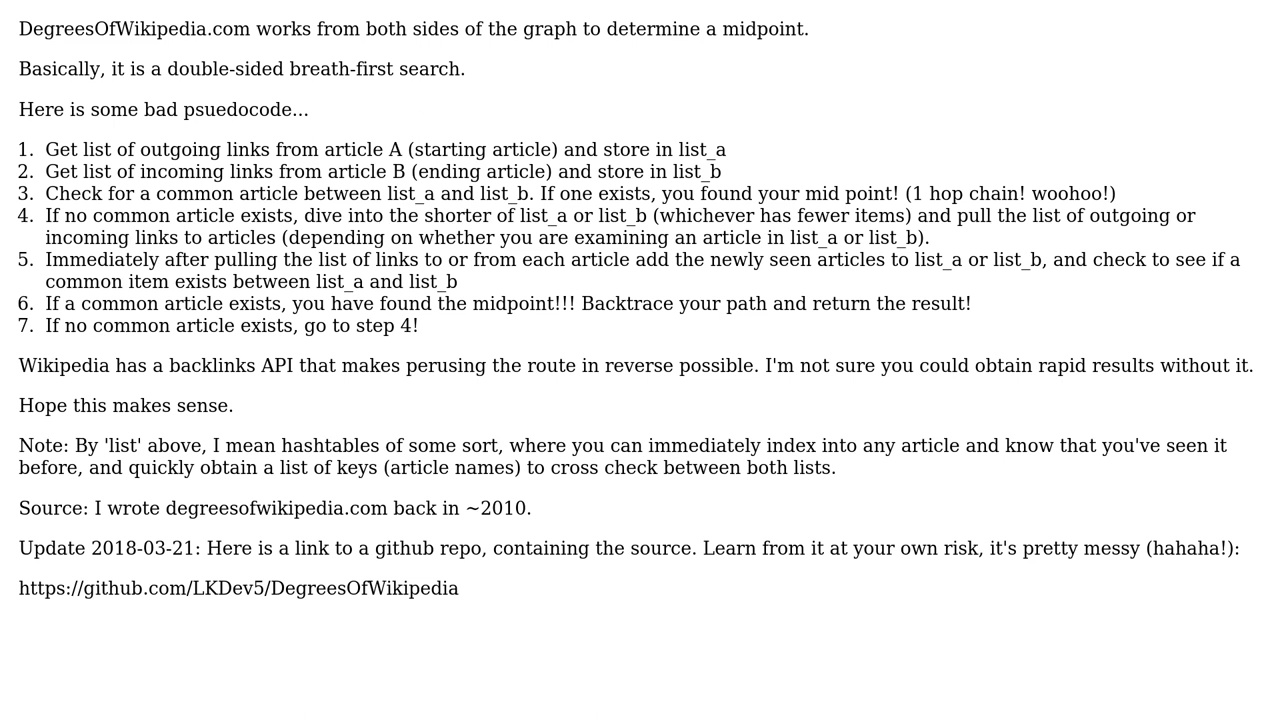 DegreesOfWikipedia.com works from both sides of the graph to determine a midpoint.
Basically, it is a double-sided breath-first search.
Here is some bad psuedocode...
1. Get list of outgoing links from article A (starting article) and store in list_a
2. Get list of incoming links from article B (ending article) and store in list_b
3. Check for a common article between list_a and list_b. If one exists, you found your mid point! (1 hop chain! woohoo!)
4. If no common article exists, dive into the shorter of list_a or list_b (whichever has fewer items) and pull the list of outgoing or
incoming links to articles (depending on whether you are examining an article in list_a or list_b).
5. Immediately after pulling the list of links to or from each article add the newly seen articles to list_a or list_b, and check to see if a
common item exists between list_a and list_b
6. If a common article exists, you have found the midpoint!!! Backtrace your path and return the result!
7. If no common article exists, go to step 4!
Wikipedia has a backlinks API that makes perusing the route in reverse possible. I'm not sure you could obtain rapid results without it.
Hope this makes sense.
Note: By 'list' above, I mean hashtables of some sort, where you can immediately index into any article and know that you've seen it
before, and quickly obtain a list of keys (article names) to cross check between both lists.
Source: I wrote degreesofwikipedia.com back in ~2010.
Update 2018-03-21: Here is a link to a github repo, containing the source. Learn from it at your own risk, it's pretty messy (hahaha!):
https://github.com/LKDev5/DegreesOfWikipedia